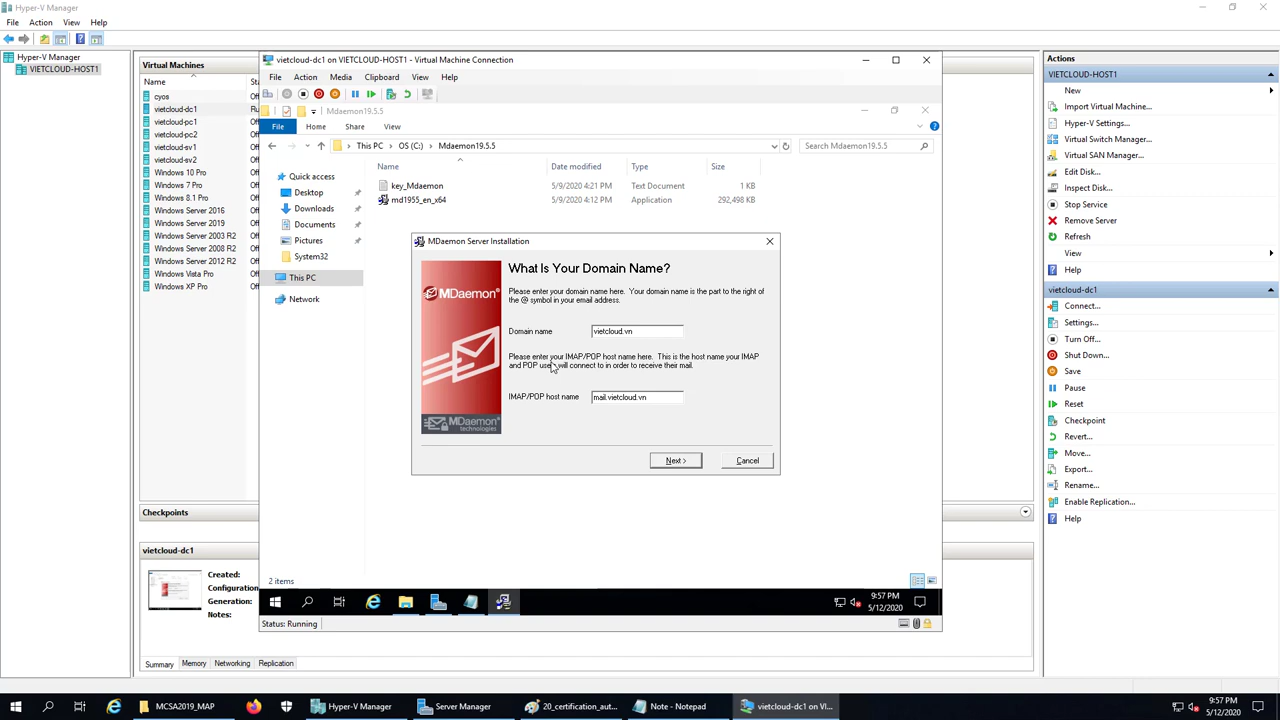 Hyper-V Manager
File Action View Help
Hyper-V Manager
VIETCLOUD-HOST1
Virtual Machines
Name
cyos
vietcloud-dc1
vietcloud-pc1
vietcloud-pc2
vietcloud-sv1
vietcloud-sv2
Windows 10 Pro
Windows 7 Pro
Windows 8.1 Pro
Windows Server 2016
Windows Server 2019
Windows Server 2003 R2
Windows Server 2008 R2
Windows Server 2012 R2
Windows Vista Pro
Windows XP Pro
Checkpoints
vietcloud-dc1
Created:
Configuration
Generation:
Notes:
Summary Memory Networking Replication
vietcloud-dc1 on VIETCLOUD-HOST1 - Virtual Machine Connection
File Action Media Clipboard View Help
Mdaemon19.5.5
File Home Share View
This PC OS (C:) Mdaemon19.5.5
Search Mdaemon19.5.5
Quick access
Desktop
Downloads
Documents
Pictures
System32
This PC
Network
Name Date modified Type Size
key_Mdaemon 5/9/2020 4:21 PM Text Document 1 KB
md1955_en_x64 5/9/2020 4:12 PM Application 292,498 KB
MDaemon Server Installation
MDaemon®
MDaemon
technologies
What Is Your Domain Name?
Please enter your domain name here. Your domain name is the part to the right of
the @ symbol in your email address.
Domain name vietcloud.vn
Please enter your IMAP/POP host name here. This is the host name your IMAP
and POP users will connect to in order to receive their mail.
IMAP/POP host name mail.vietcloud.vn
Next > Cancel
2 items
9:57 PM
5/12/2020
Status: Running
Actions
VIETCLOUD-HOST1
New
Import Virtual Machine...
Hyper-V Settings...
Virtual Switch Manager...
Virtual SAN Manager...
Edit Disk...
Inspect Disk...
Stop Service
Remove Server
Refresh
View
Help
vietcloud-dc1
Connect...
Settings...
Turn Off...
Shut Down...
Save
Pause
Reset
Checkpoint
Revert...
Move...
Export...
Rename...
Enable Replication...
Help
MCSA2019_MAP Hyper-V Manager Server Manager 20_certification_aut... Note - Notepad vietcloud-dc1 on VI...
9:57 PM
5/12/2020